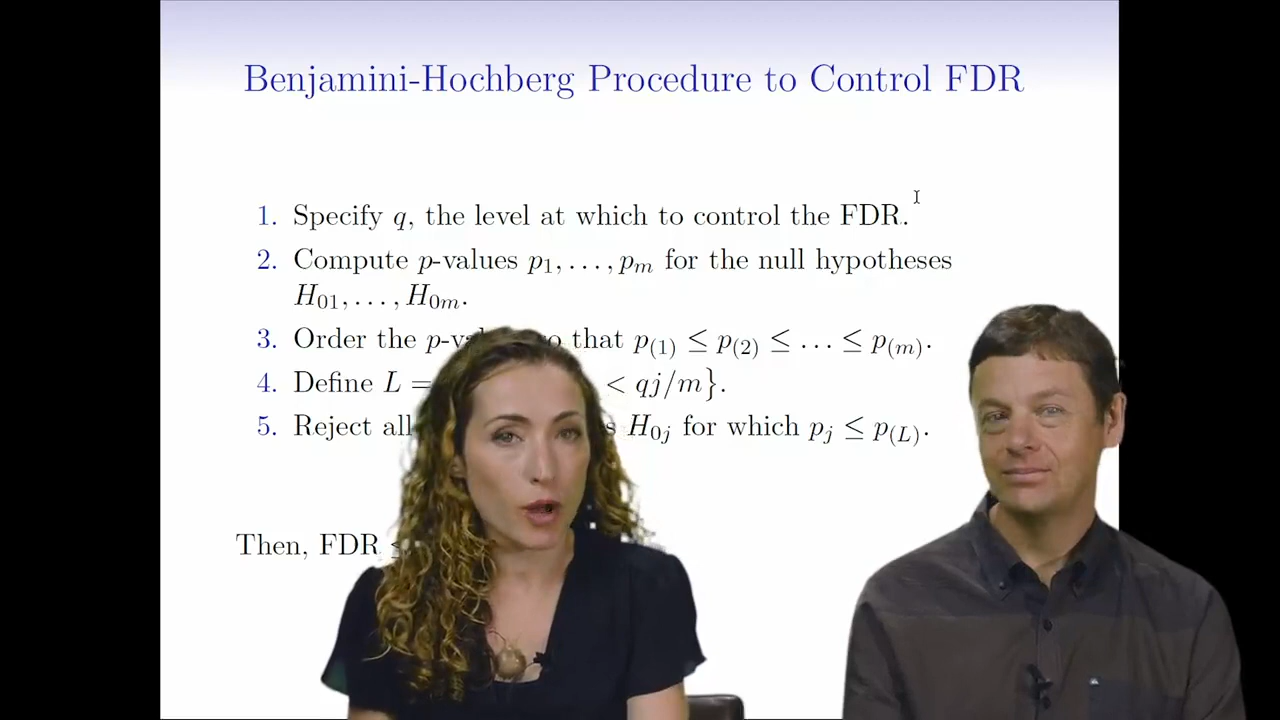 Benjamini-Hochberg Procedure to Control FDR
1. Specify q, the level at which to control the FDR.
2. Compute p-values p₁, . . . , pₘ for the null hypotheses
H₀₁, . . . , H₀ₘ.
3. Order the that p₍₁₎ ≤ p₍₂₎ ≤ . . . ≤ p₍ₘ₎.
4. Define L = < qj/m}.
5. Reject all H₀ⱼ for which pⱼ ≤ p₍L₎.
Then, FDR